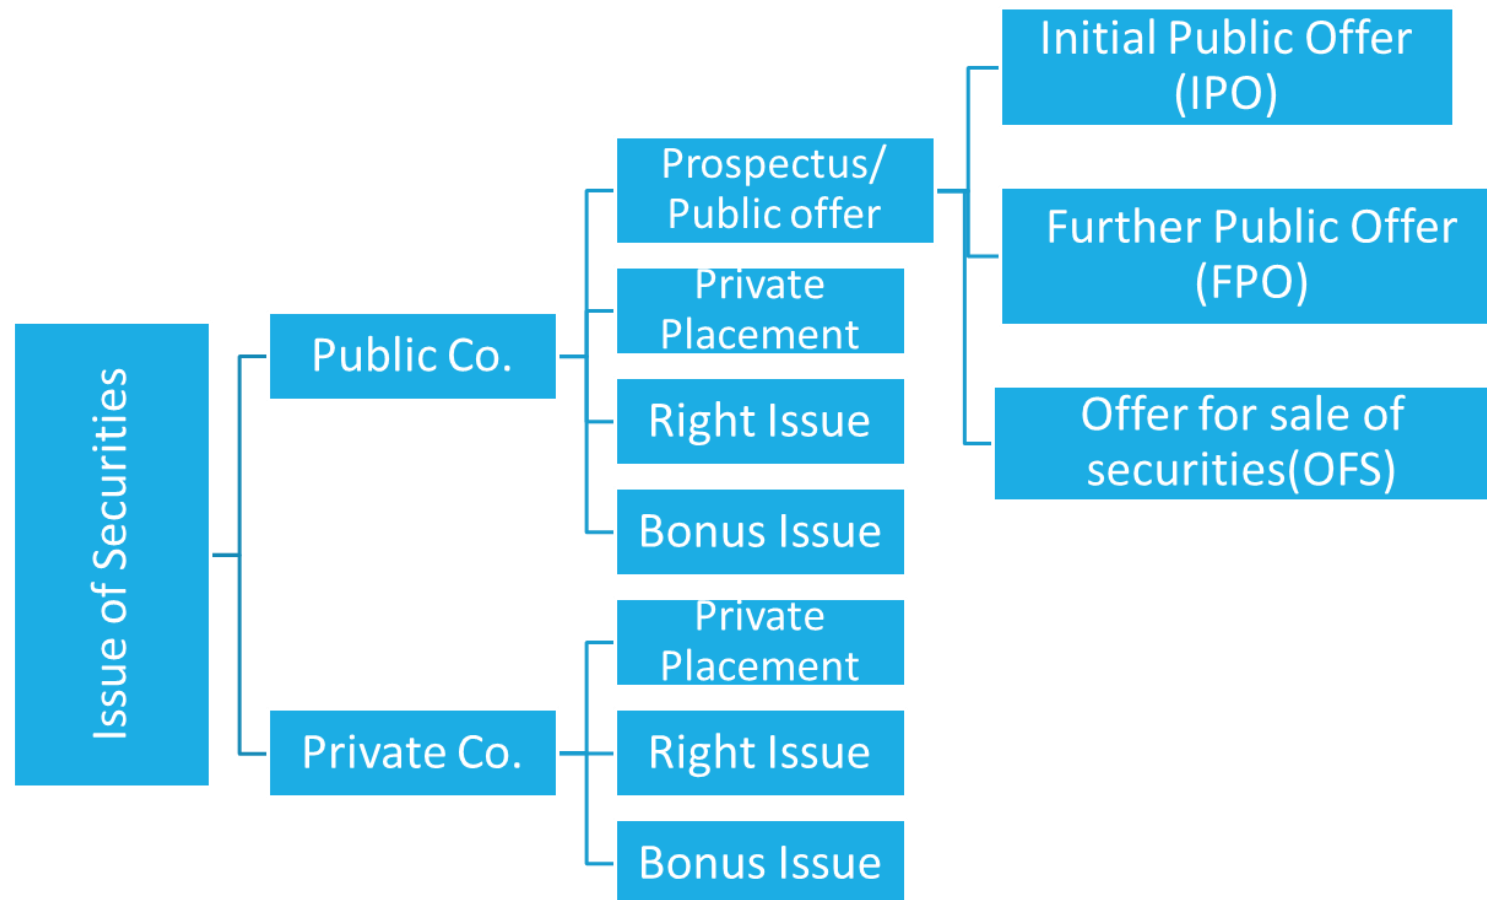 Issue of Securities
Public Co.
Prospectus/
Public offer
Initial Public Offer
(IPO)
Further Public Offer
(FPO)
Offer for sale of
securities(OFS)
Private
Placement
Right Issue
Bonus Issue
Private Co.
Private
Placement
Right Issue
Bonus Issue